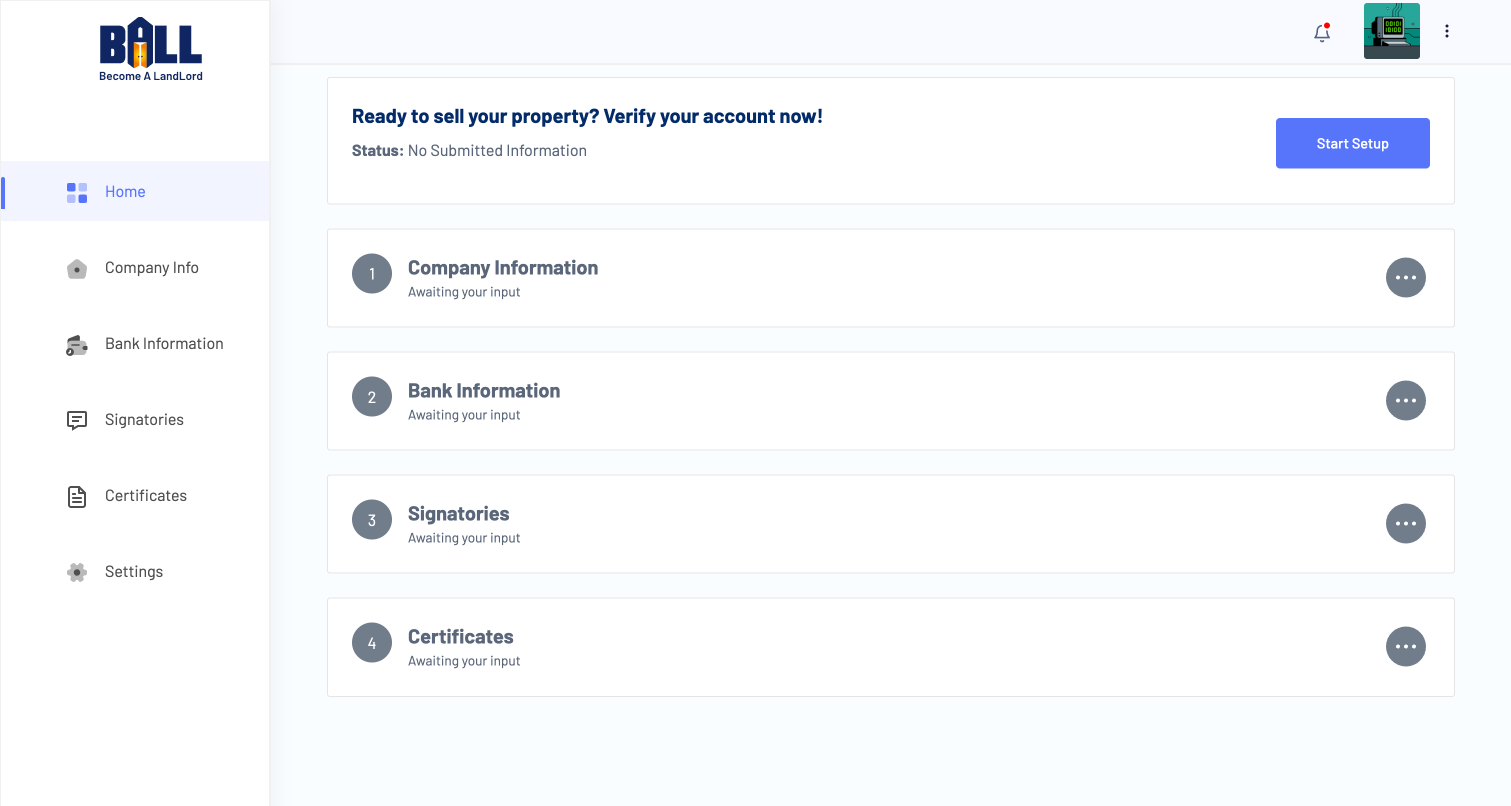 BALL
Become A LandLord
Home
Company Info
Bank Information
Signatories
Certificates
Settings
00101
10100
Ready to sell your property? Verify your account now!
Status: No Submitted Information
Start Setup
1
Company Information
Awaiting your input
2
Bank Information
Awaiting your input
3
Signatories
Awaiting your input
4
Certificates
Awaiting your input